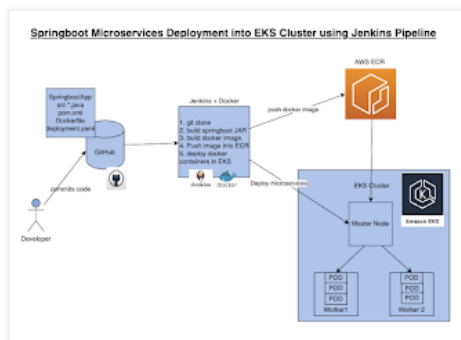 Springboot Microservices Deployment into EKS Cluster using Jenkins Pipeline
AWS ECR
SpringbootApp
src *.java
pom.xml
Dockerfile
deployment.yaml
GitHub
Jenkins + Docker
1. git clone
2. build springboot JAR
3. build docker image
4. Push image into ECR
5. deploy docker
containers in EKS
Jenkins
docker
push docker image
Deploy microservices
commits code
Developer
EKS Cluster
Amazon EKS
Master Node
POD
POD
POD
Worker1
POD
POD
POD
Worker 2